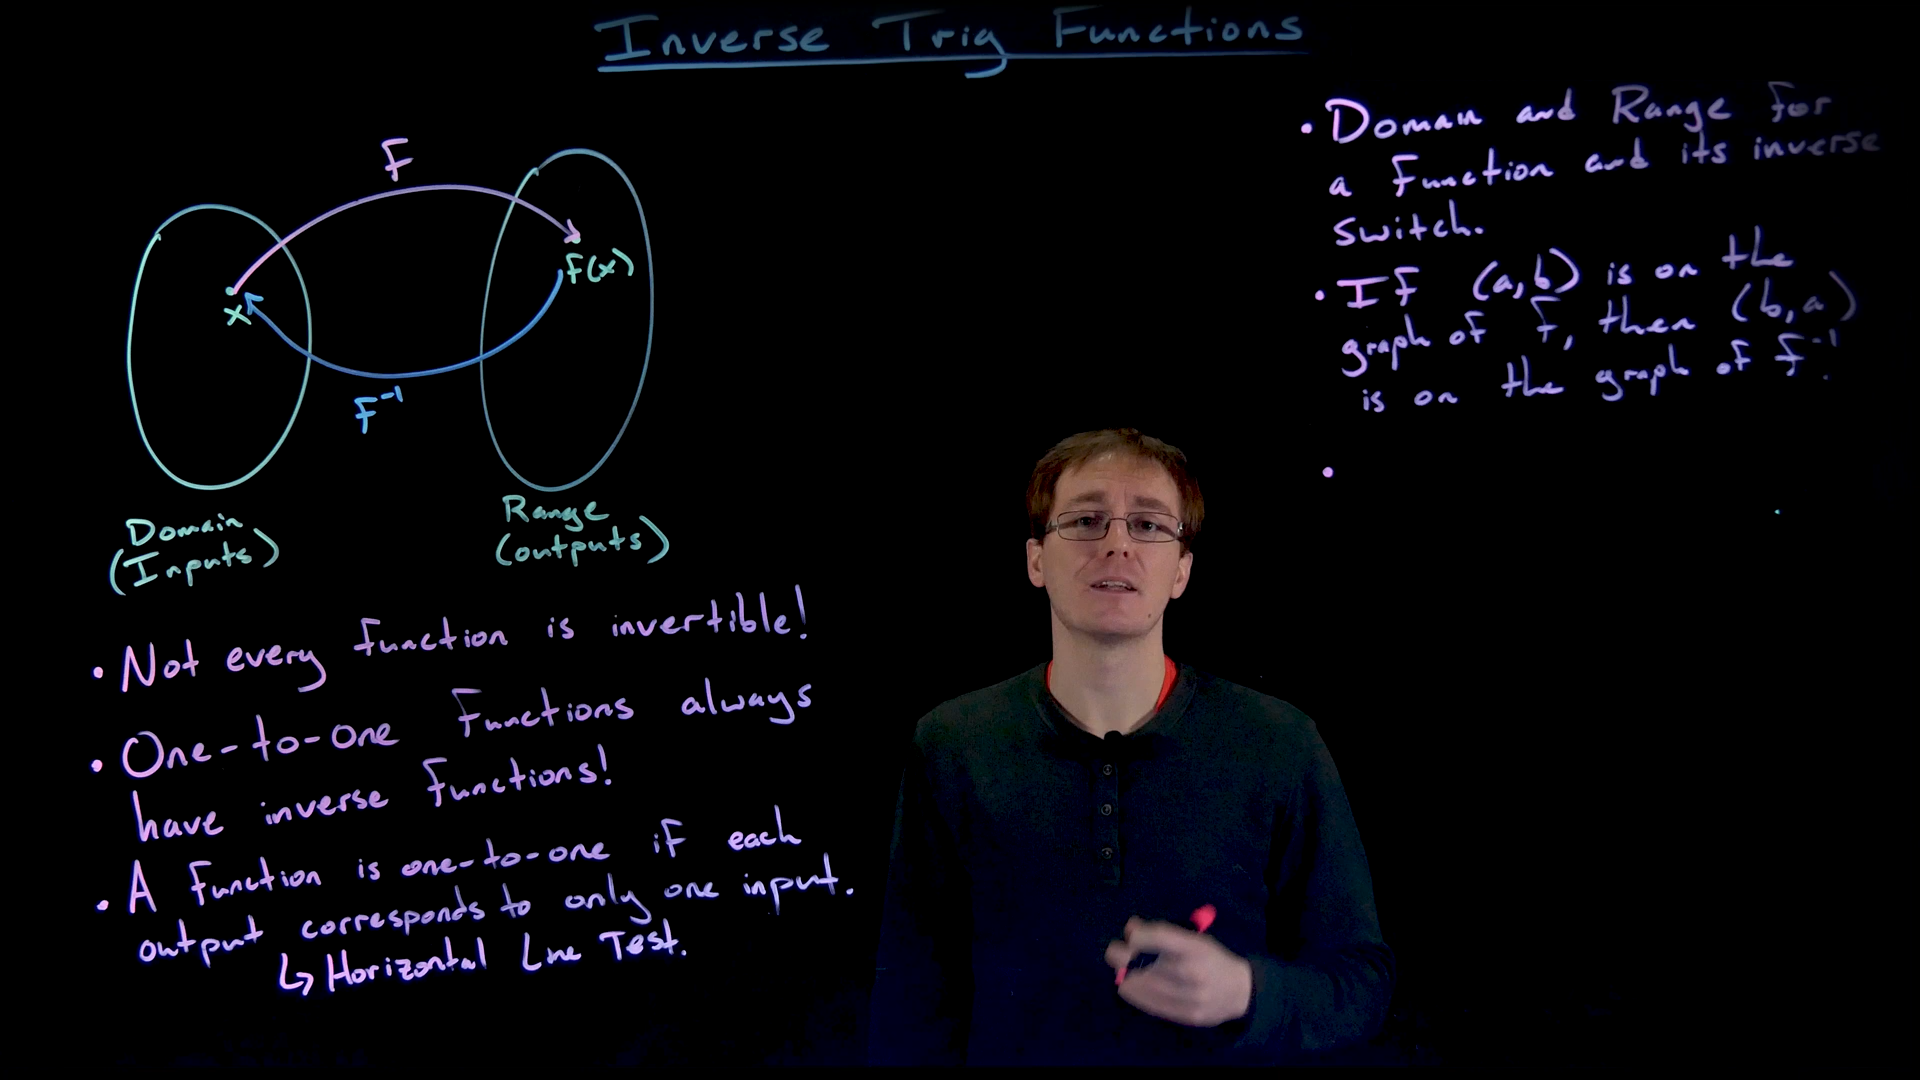 Inverse Trig Functions
f
x
f(x)
f⁻¹
Domain
(Inputs)
Range
(outputs)
• Not every function is invertible!
• One-to-one functions always
have inverse functions!
• A function is one-to-one if each
output corresponds to only one input.
↳ Horizontal Line Test.
• Domain and Range for
a function and its inverse
switch.
• If (a,b) is on the
graph of f, then (b,a)
is on the graph of f⁻¹.
•